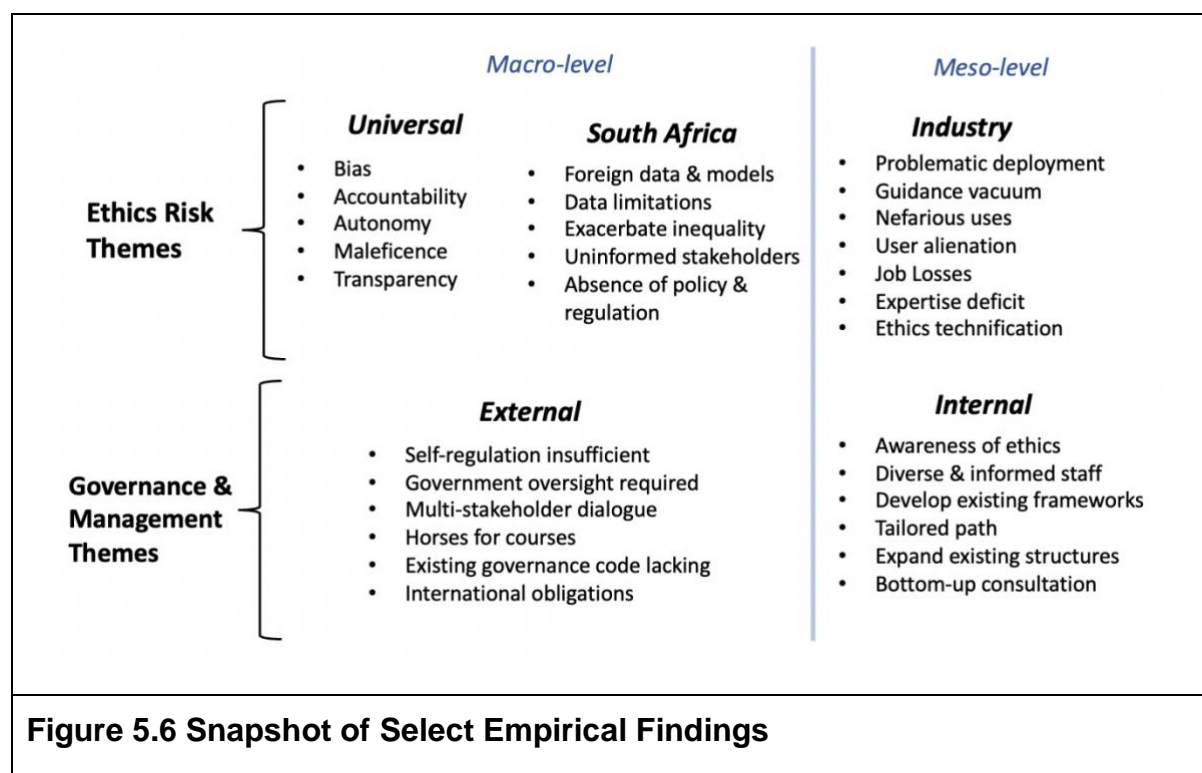 Macro-level
Meso-level
Ethics Risk
Themes
Universal
• Bias
• Accountability
• Autonomy
• Maleficence
• Transparency
South Africa
• Foreign data & models
• Data limitations
• Exacerbate inequality
• Uninformed stakeholders
• Absence of policy &
regulation
Industry
• Problematic deployment
• Guidance vacuum
• Nefarious uses
• User alienation
• Job Losses
• Expertise deficit
• Ethics technification
Governance &
Management
Themes
External
• Self-regulation insufficient
• Government oversight required
• Multi-stakeholder dialogue
• Horses for courses
• Existing governance code lacking
• International obligations
Internal
• Awareness of ethics
• Diverse & informed staff
• Develop existing frameworks
• Tailored path
• Expand existing structures
• Bottom-up consultation
Figure 5.6 Snapshot of Select Empirical Findings